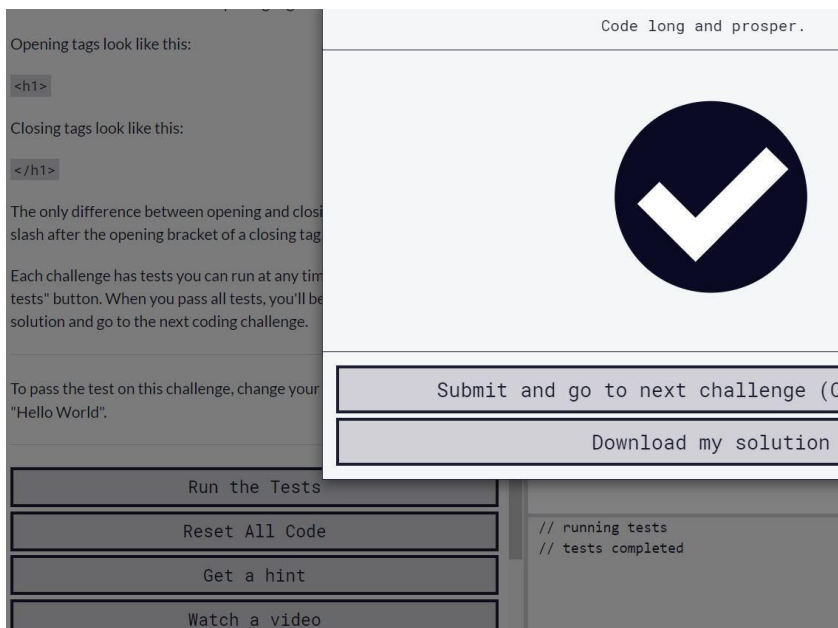 Opening tags look like this:
<h1>
Closing tags look like this:
</h1>
The only difference between opening and closi
slash after the opening bracket of a closing tag
Each challenge has tests you can run at any tim
tests" button. When you pass all tests, you'll be
solution and go to the next coding challenge.
To pass the test on this challenge, change your
"Hello World".
Run the Tests
Reset All Code
Get a hint
Watch a video
Code long and prosper.
Submit and go to next challenge (
Download my solution
// running tests
// tests completed